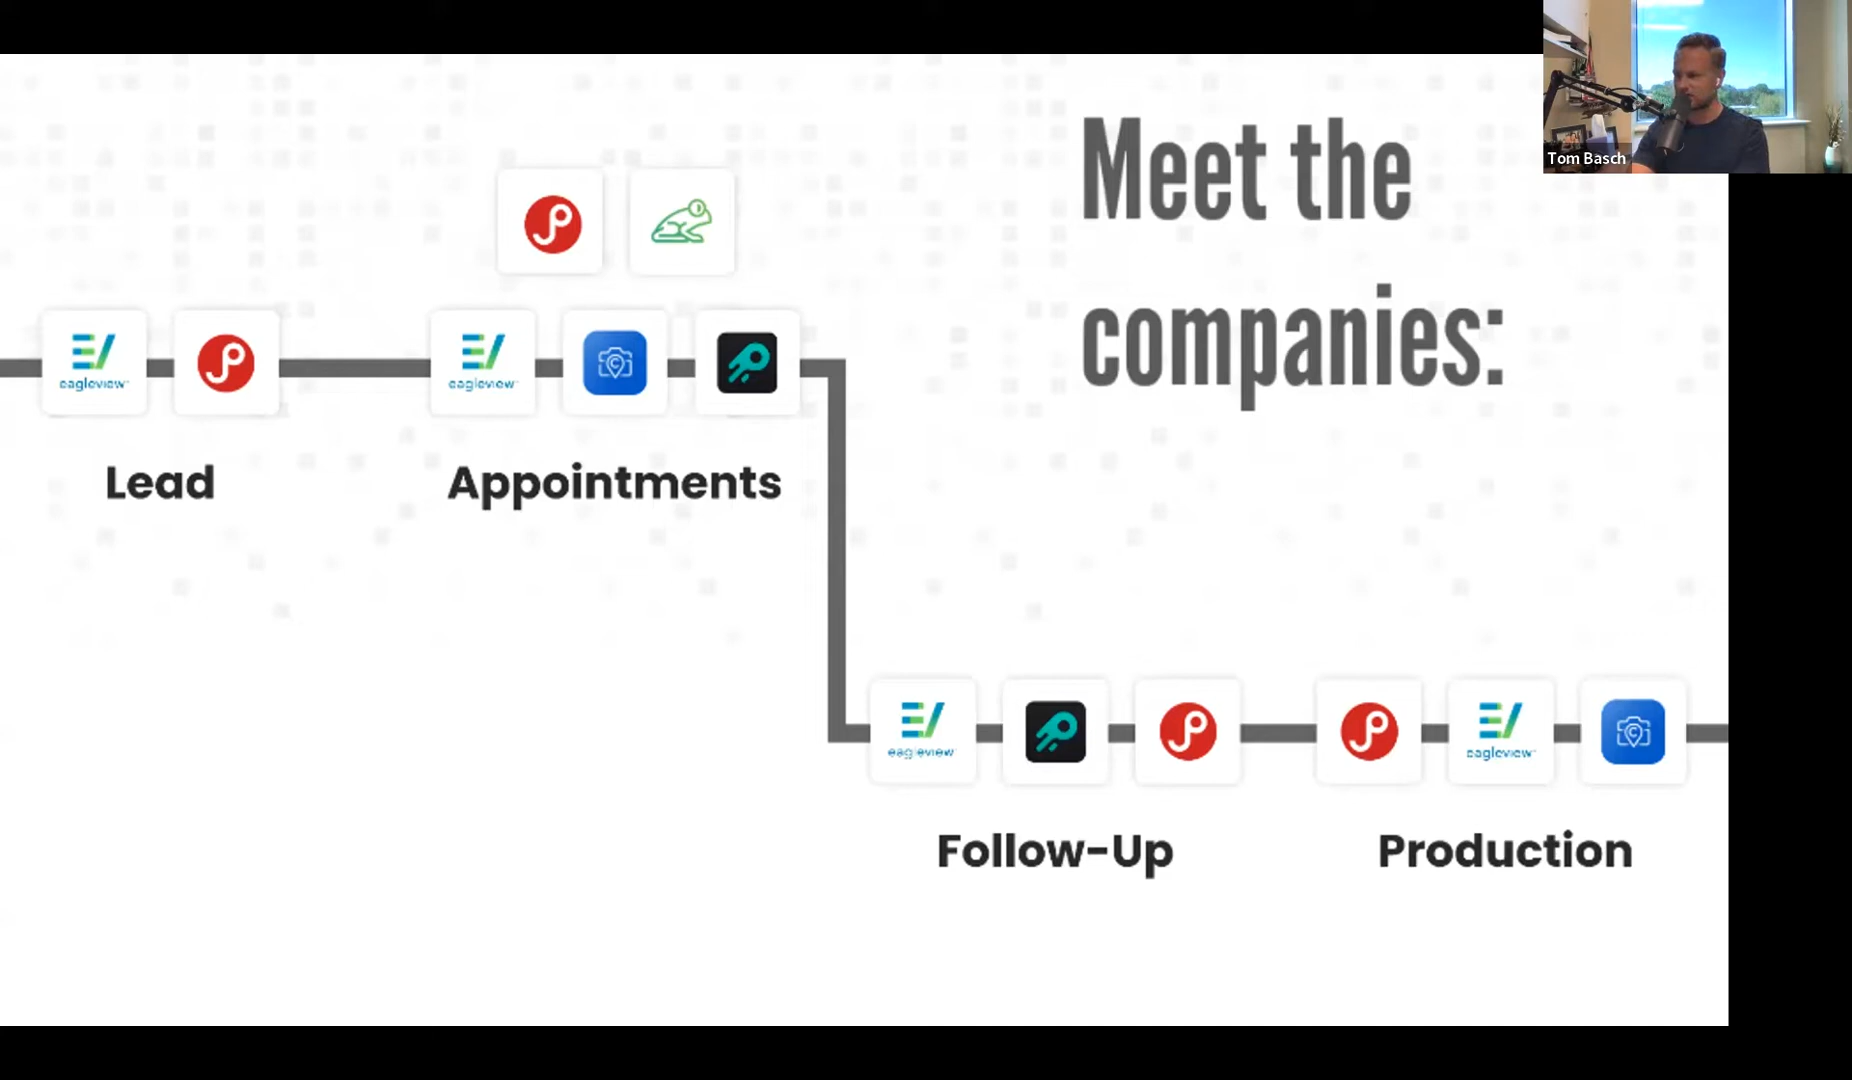 Meet the
companies:
Tom Basch
eagleview
eagleview
Lead
Appointments
eagleview
eagleview
Follow-Up
Production